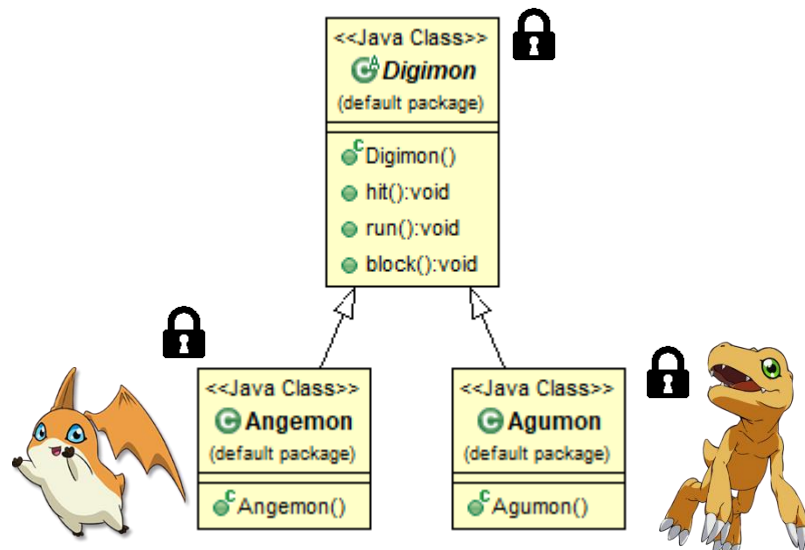 <<Java Class>>
Digimon
(default package)
Digimon()
hit():void
run():void
block():void
<<Java Class>>
Angemon
(default package)
Angemon()
<<Java Class>>
Agumon
(default package)
Agumon()